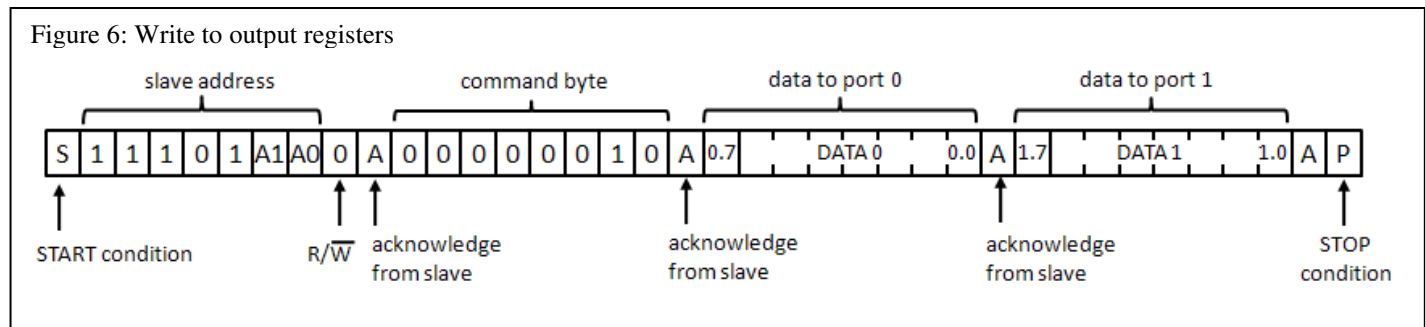 Figure 6: Write to output registers
slave address command byte data to port 0 data to port 1
S 1 1 1 0 1 A1 A0 0 A 0 0 0 0 0 0 1 0 A 0.7 DATA 0 0.0 A 1.7 DATA 1 1.0 A P
START condition R/W̅ acknowledge from slave acknowledge from slave acknowledge from slave STOP condition